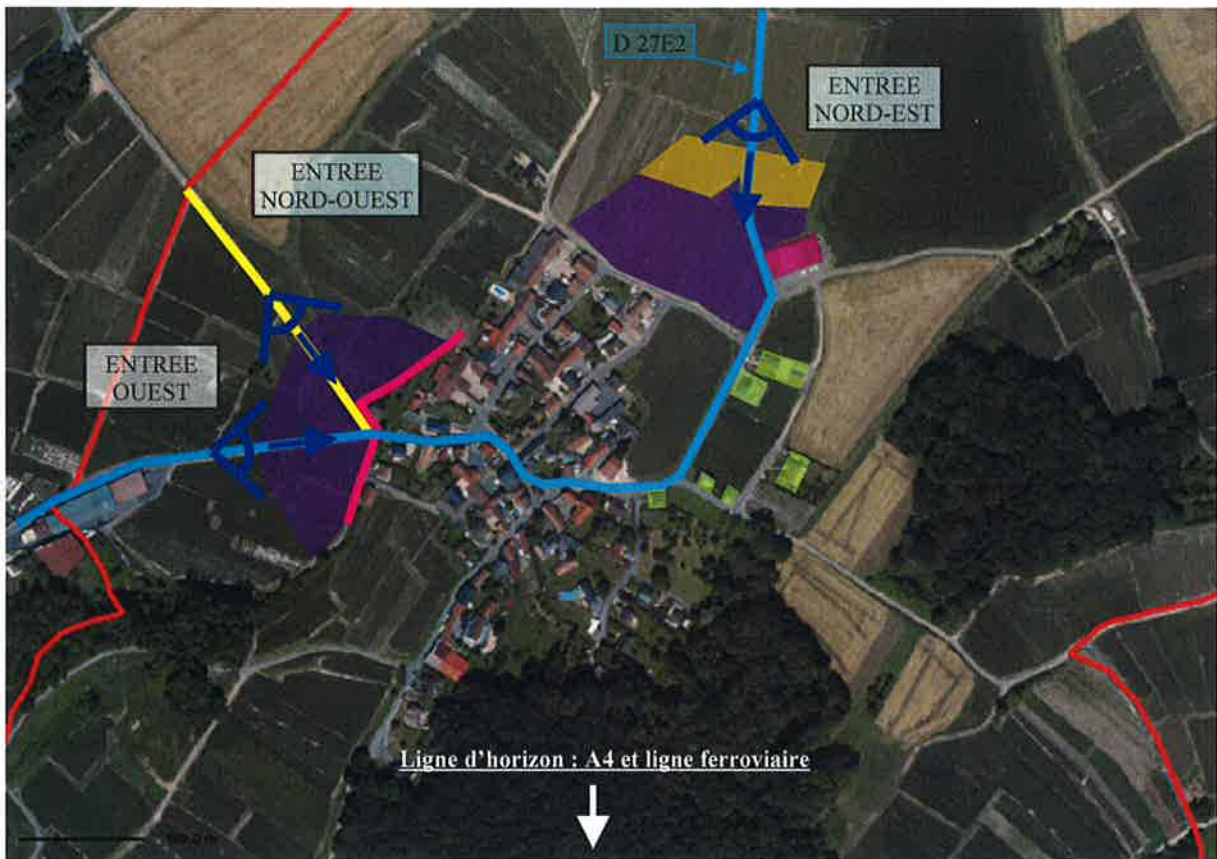 D 27E2
ENTREE
NORD-EST
ENTREE
NORD-OUEST
ENTREE
OUEST
Ligne d'horizon : A4 et ligne ferroviaire